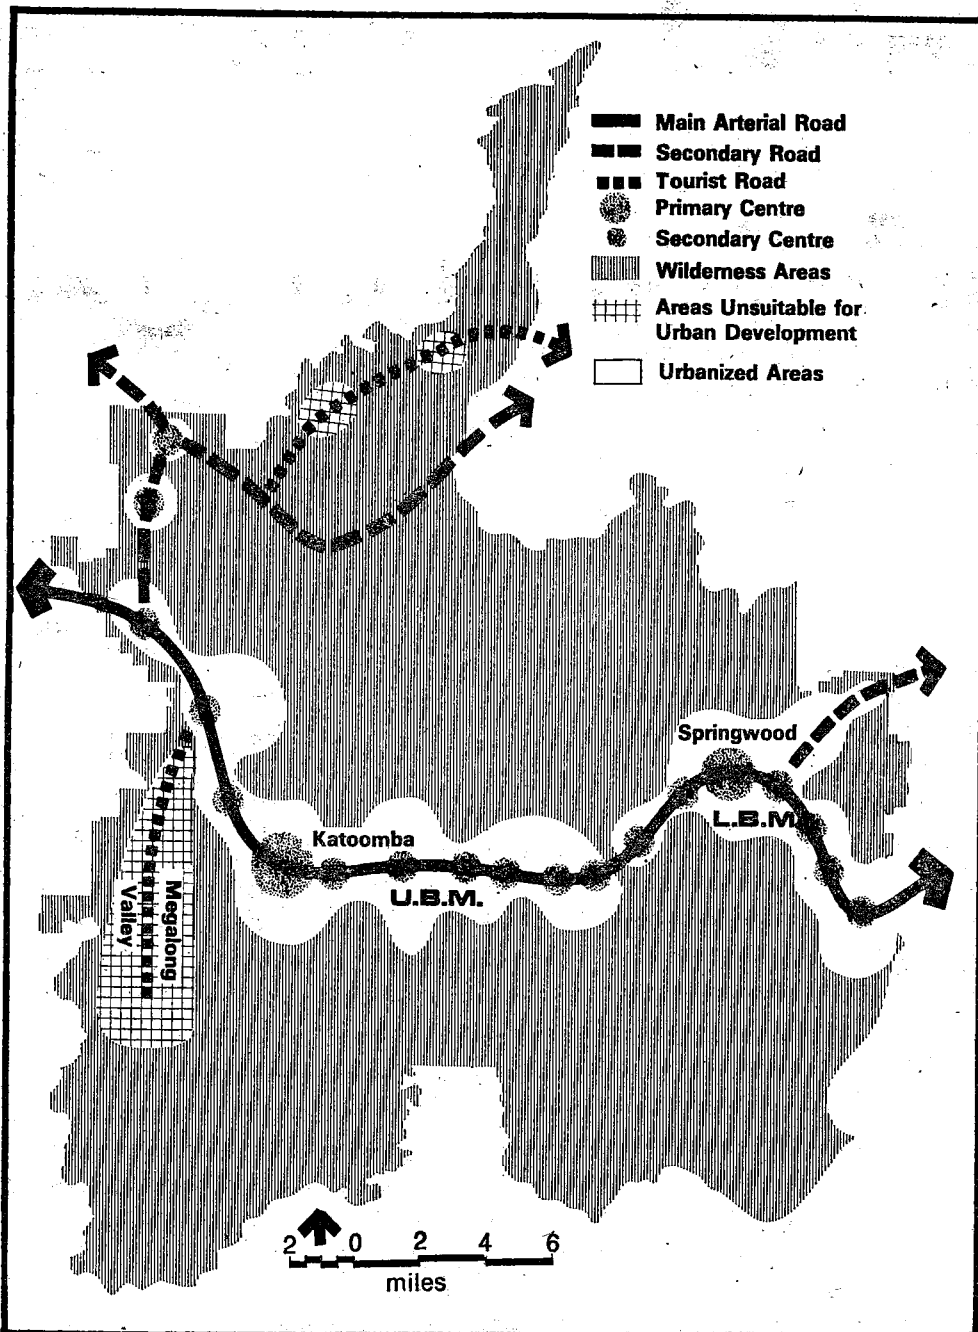 Main Arterial Road
Secondary Road
Tourist Road
Primary Centre
Secondary Centre
Wilderness Areas
Areas Unsuitable for
Urban Development
Urbanized Areas
Springwood
L.B.M.
Katoomba
U.B.M.
Megalong
Valley
2 0 2 4 6
miles